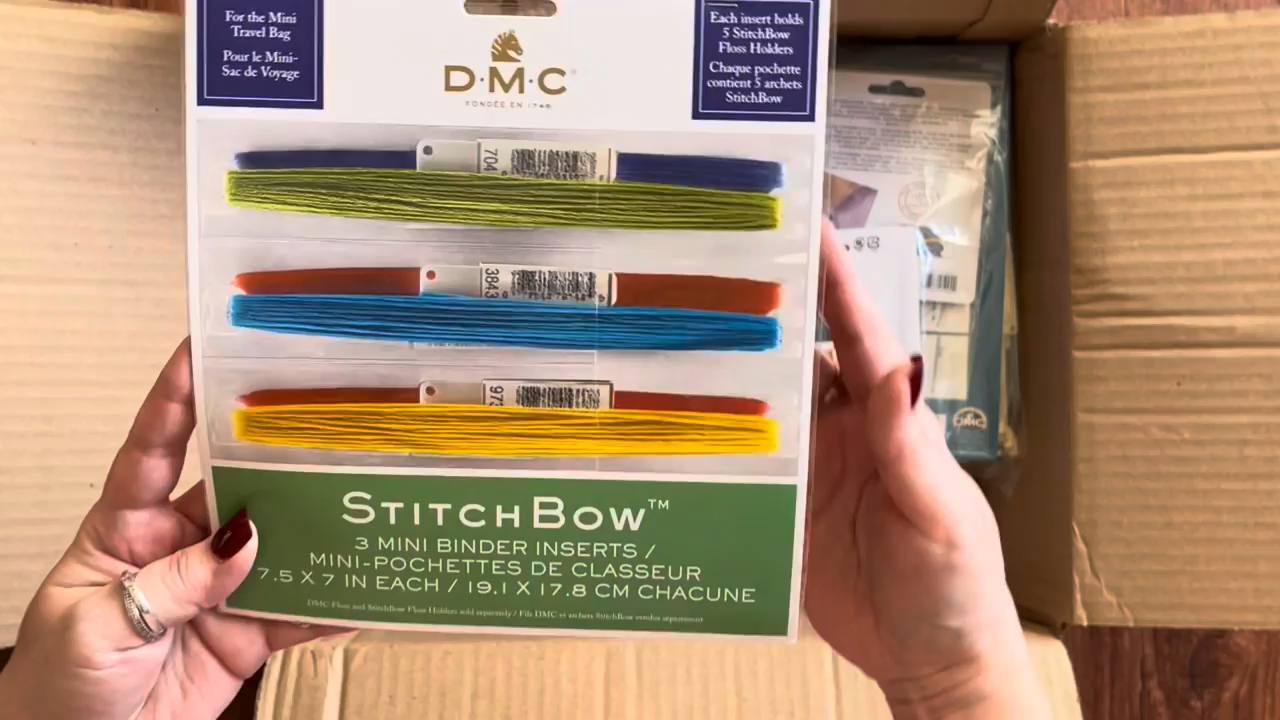 For the Mini
Travel Bag
Pour le Mini-
Sac de Voyage
D·M·C
FONDÉE EN 1746
Each insert holds
5 StitchBow
Floss Holders
Chaque pochette
contient 5 archets
StitchBow
704
3843
973
STITCHBOW™
3 MINI BINDER INSERTS /
MINI-POCHETTES DE CLASSEUR
7.5 X 7 IN EACH / 19.1 X 17.8 CM CHACUNE
DMC Floss and StitchBow Floss Holders sold separately / Fils DMC et archets StitchBow vendus séparément
DMC